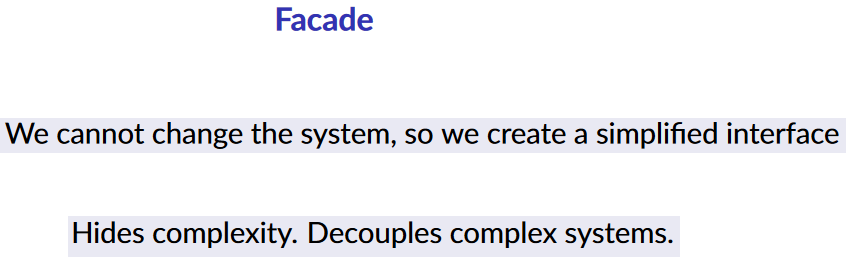 Facade
We cannot change the system, so we create a simplified interface
Hides complexity. Decouples complex systems.